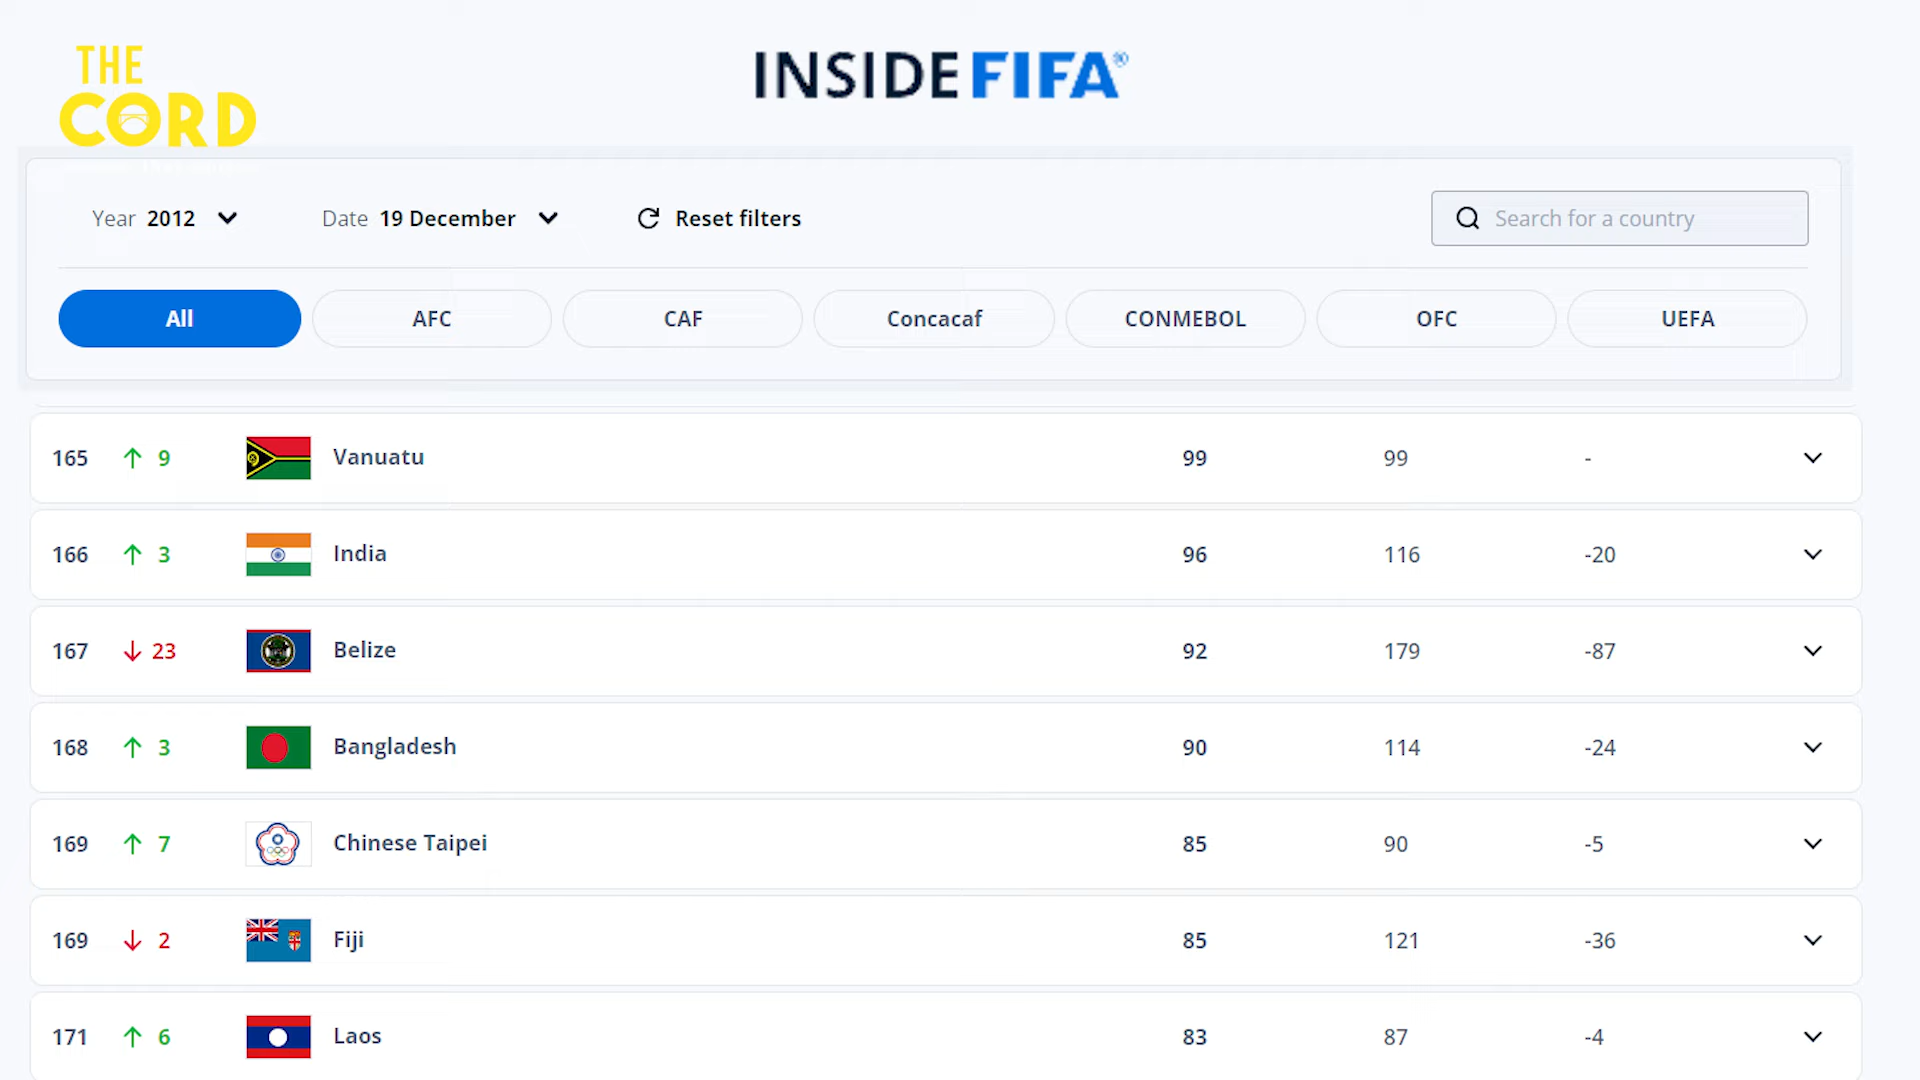 THE
CORD
INSIDE FIFA®
Year 2012
Date 19 December
Reset filters
Search for a country
All
AFC
CAF
Concacaf
CONMEBOL
OFC
UEFA
165 ↑ 9 Vanuatu 99 99 -
166 ↑ 3 India 96 116 -20
167 ↓ 23 Belize 92 179 -87
168 ↑ 3 Bangladesh 90 114 -24
169 ↑ 7 Chinese Taipei 85 90 -5
169 ↓ 2 Fiji 85 121 -36
171 ↑ 6 Laos 83 87 -4